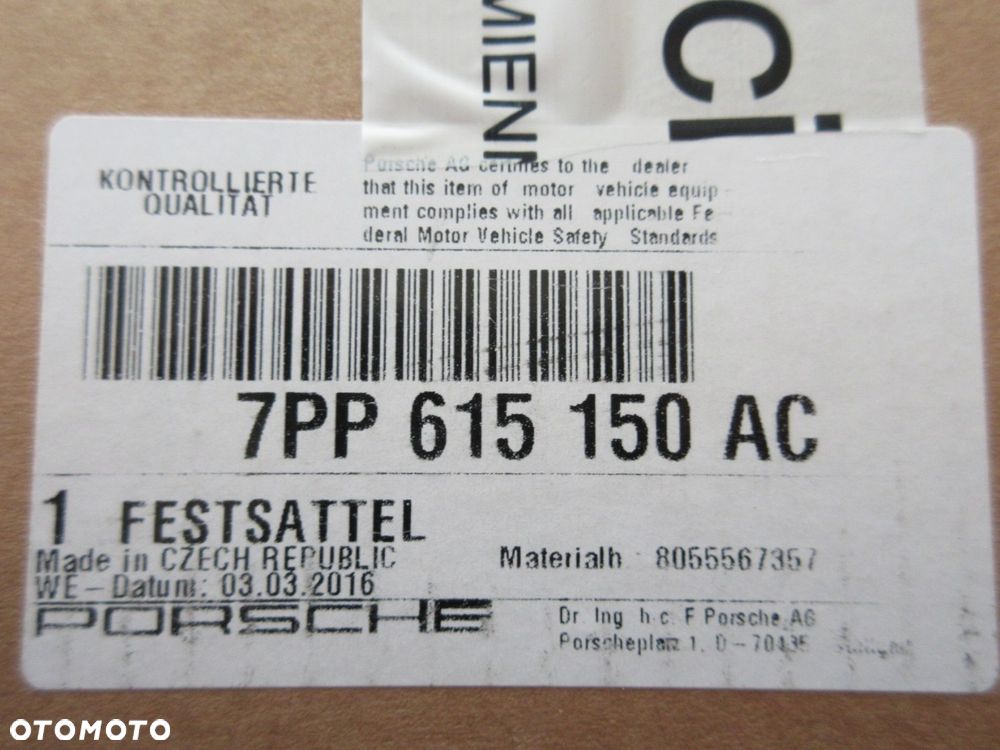 MIENI
ci
KONTROLLIERTE
QUALITAT
Porsche AG certifies to the dealer
that this item of motor vehicle equip-
ment complies with all applicable Fe-
deral Motor Vehicle Safety Standards
7PP 615 150 AC
1 FESTSATTEL
Made in CZECH REPUBLIC
Materialh 8055567357
WE-Datum: 03.03.2016
PORSCHE
Dr. Ing h c. F Porsche AG
Porscheplatz 1, D-70435
OTOMOTO